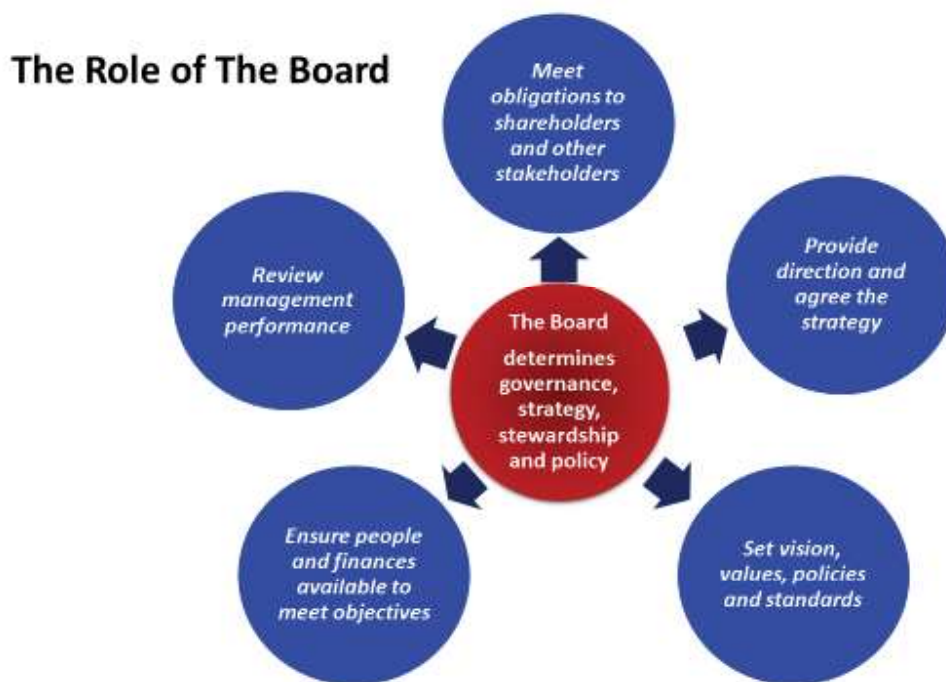 The Role of The Board
Meet
obligations to
shareholders
and other
stakeholders
Provide
direction and
agree the
strategy
Set vision,
values, policies
and standards
Ensure people
and finances
available to
meet objectives
Review
management
performance
The Board
determines
governance,
strategy,
stewardship
and policy